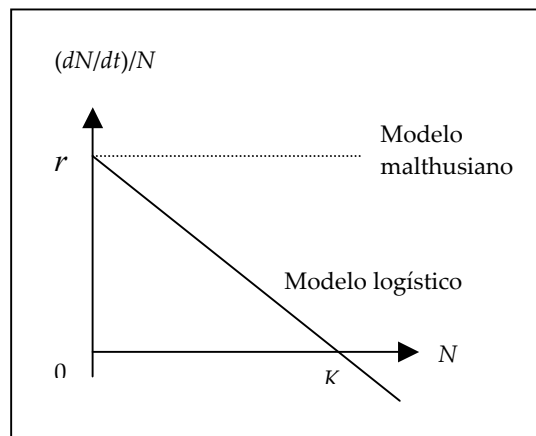 (dN/dt)/N
Modelo
malthusiano
r
Modelo logístico
N
0
K